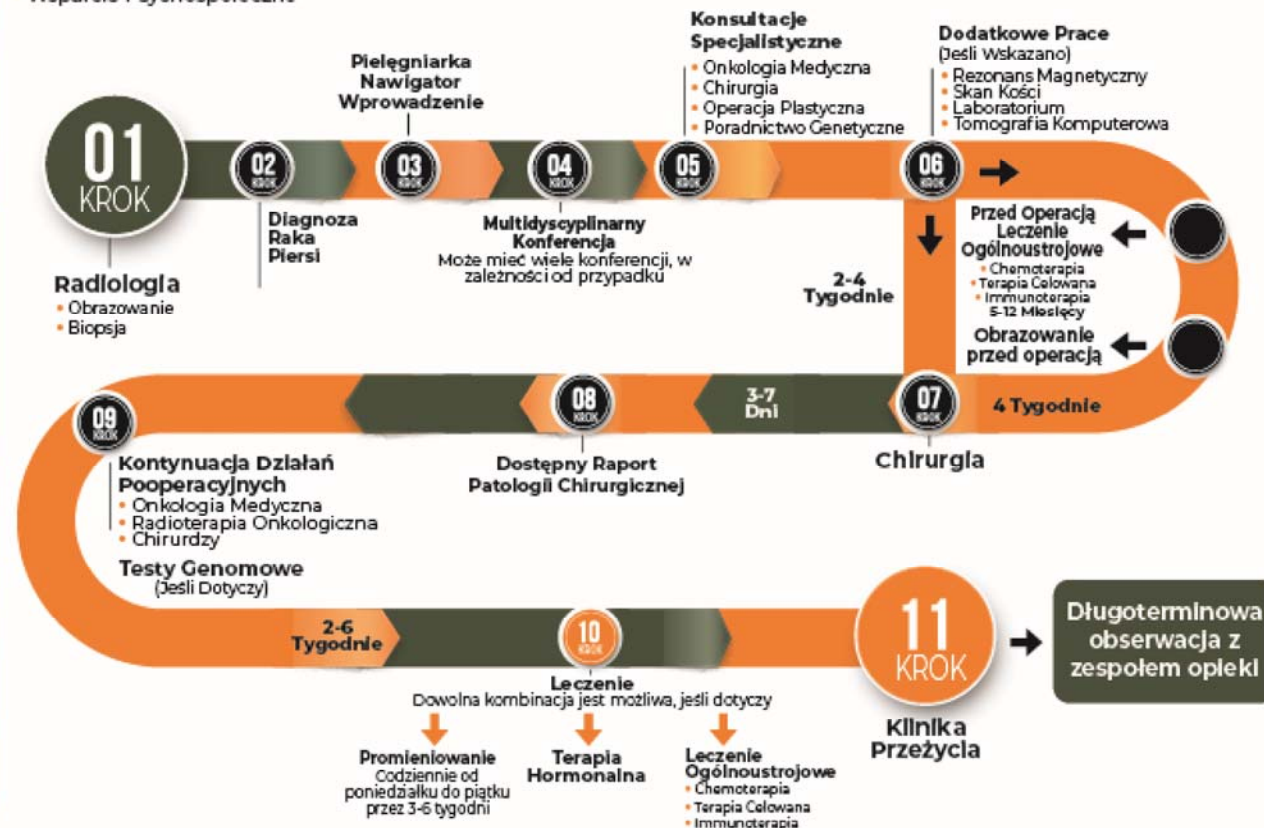 01
KROK
Radiologia
• Obrazowanie
• Biopsja
02
KROK
Diagnoza
Raka
Piersi
Pielęgniarka
Nawigator
Wprowadzenie
03
KROK
04
KROK
Multidyscyplinarny
Konferencja
Może mieć wiele konferencji, w
zależności od przypadku
Konsultacje
Specjalistyczne
• Onkologia Medyczna
• Chirurgia
• Operacja Plastyczna
• Poradnictwo Genetyczne
05
KROK
Dodatkowe Prace
(Jeśli Wskazano)
• Rezonans Magnetyczny
• Skan Kości
• Laboratorium
• Tomografia Komputerowa
06
KROK
Przed Operacją
Leczenie
Ogólnoustrojowe
• Chemoterapia
• Terapia Celowana
• Immunoterapia
5-12 Miesięcy
Obrazowanie
przed operacją
2-4
Tygodnie
4 Tygodnie
07
KROK
Chirurgia
3-7
Dni
08
KROK
Dostępny Raport
Patologii Chirurgicznej
09
KROK
Kontynuacja Działań
Pooperacyjnych
• Onkologia Medyczna
• Radioterapia Onkologiczna
• Chirurdzy
Testy Genomowe
(Jeśli Dotyczy)
2-6
Tygodnie
10
KROK
Leczenie
Dowolna kombinacja jest możliwa, jeśli dotyczy
Promieniowanie
Codziennie od
poniedziałku do piątku
przez 3-6 tygodni
Terapia
Hormonalna
Leczenie
Ogólnoustrojowe
• Chemoterapia
• Terapia Celowana
• Immunoterapia
11
KROK
Klinika
Przeżycia
Długoterminowa
obserwacja z
zespołem opieki